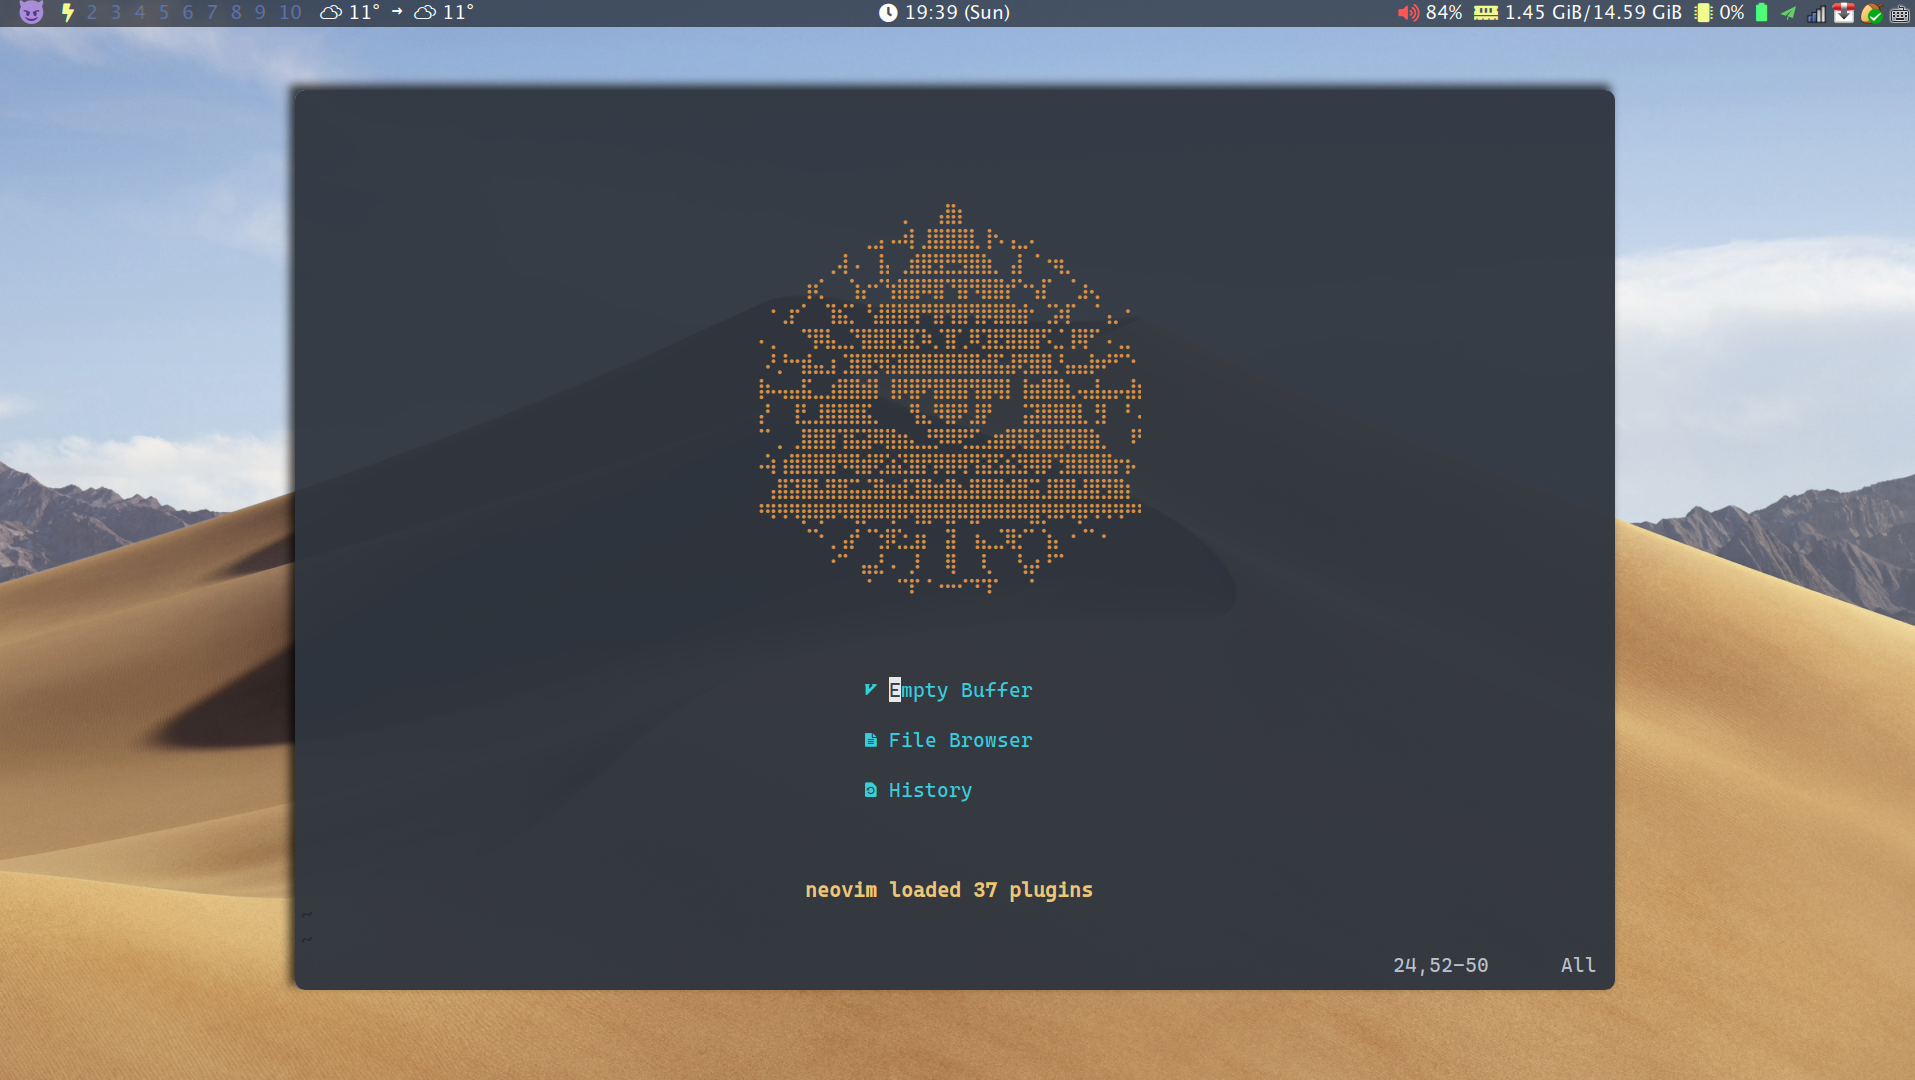 2 3 4 5 6 7 8 9 10 11° → 11°
19:39 (Sun)
84% 1.45 GiB/14.59 GiB 0%
Empty Buffer
File Browser
History
neovim loaded 37 plugins
~
~
24,52-50 All